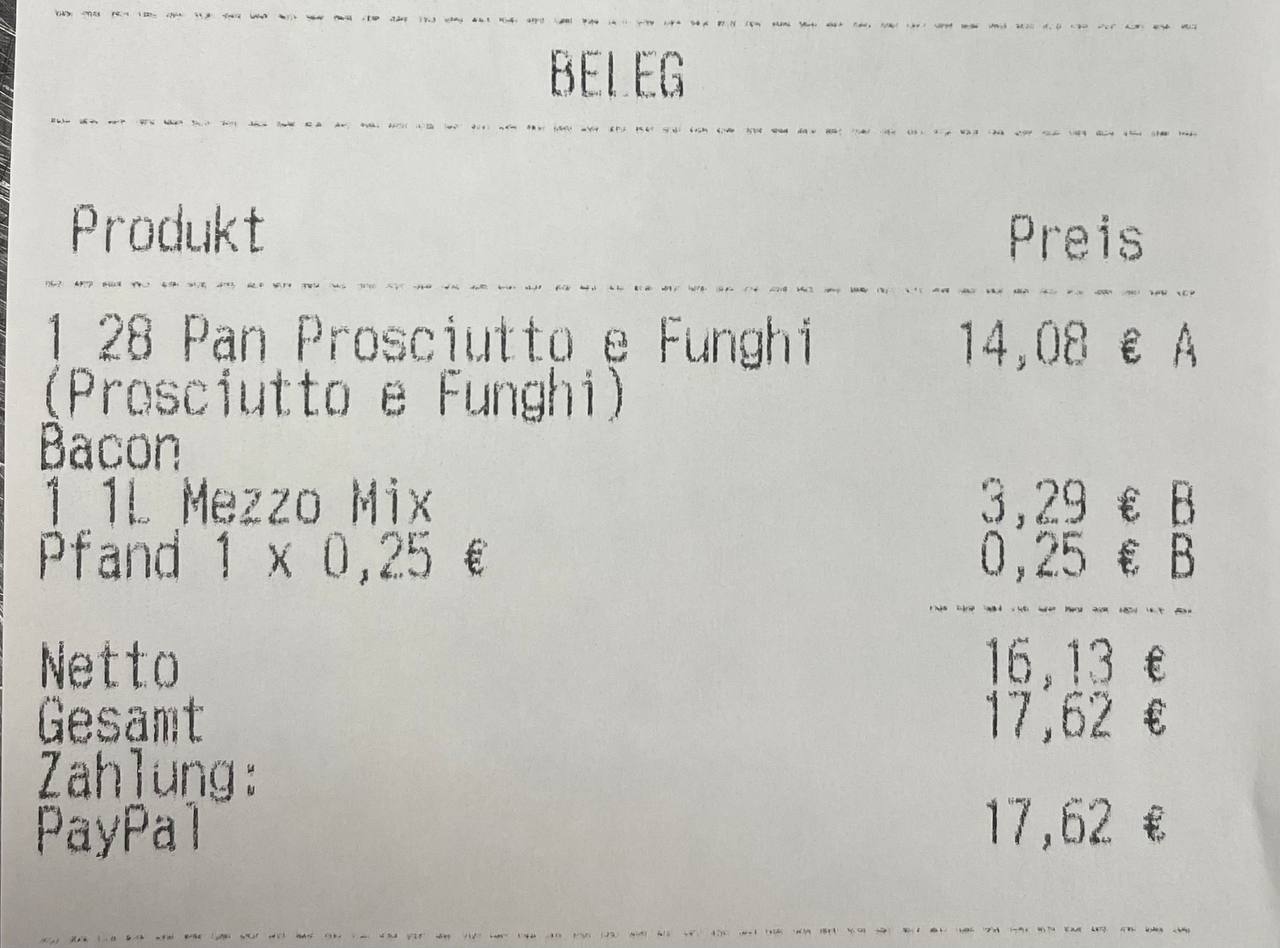 BELEG
Produkt Preis
1 28 Pan Prosciutto e Funghi 14,08 € A
(Prosciutto e Funghi)
Bacon
1 1L Mezzo Mix 3,29 € B
Pfand 1 x 0,25 € 0,25 € B
Netto 16,13 €
Gesamt 17,62 €
Zahlung:
PayPal 17,62 €